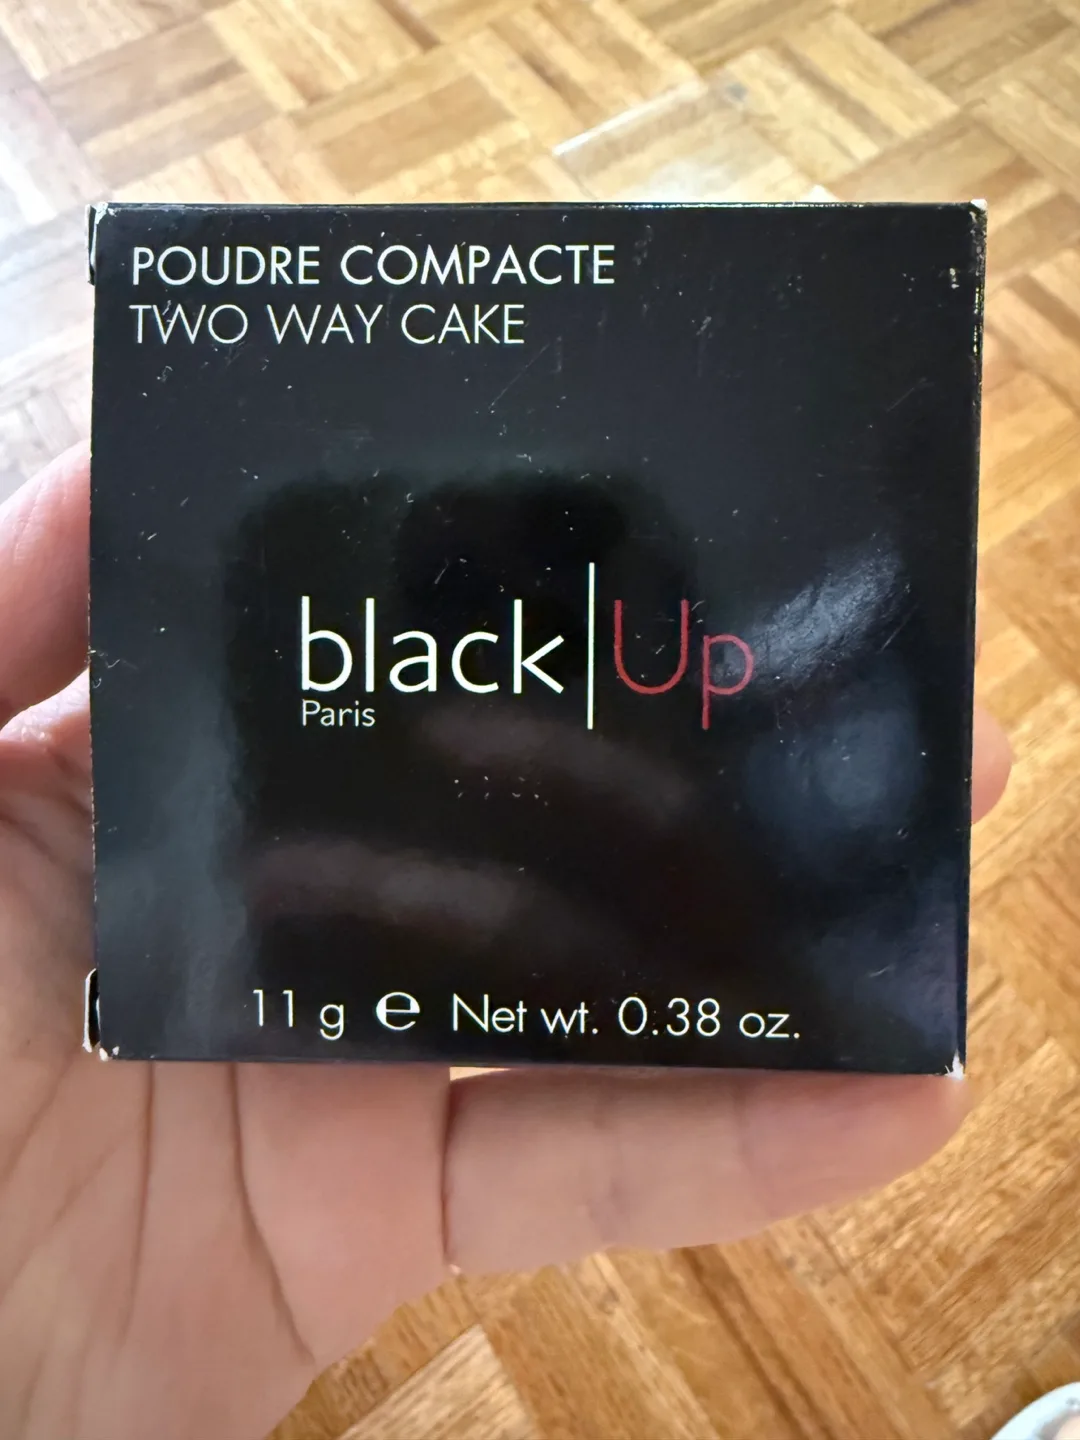 POUDRE COMPACTE
TWO WAY CAKE
black|Up
Paris
11 g ℮ Net wt. 0.38 oz.